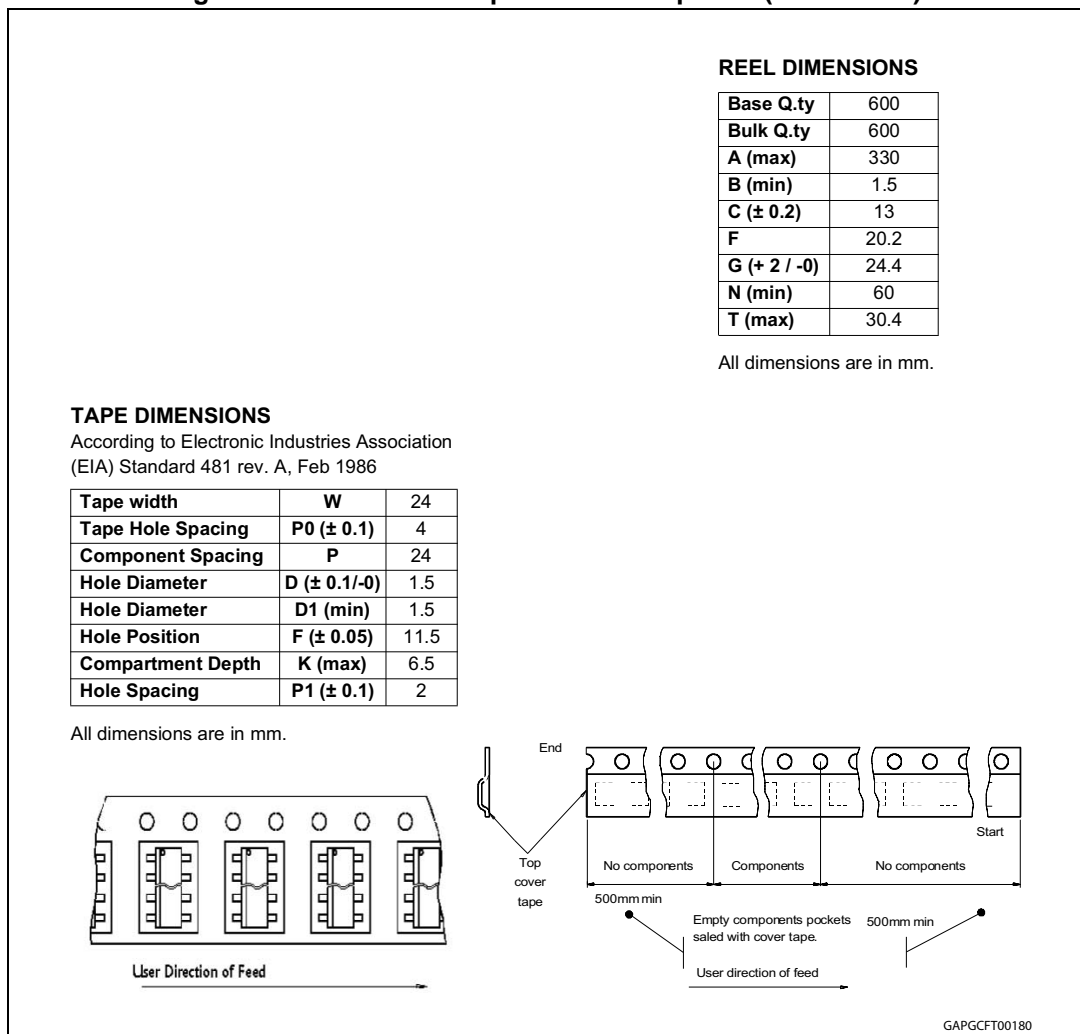 REEL DIMENSIONS
Base Q.ty 600
Bulk Q.ty 600
A (max) 330
B (min) 1.5
C (± 0.2) 13
F 20.2
G (+ 2 / -0) 24.4
N (min) 60
T (max) 30.4
All dimensions are in mm.
TAPE DIMENSIONS
According to Electronic Industries Association
(EIA) Standard 481 rev. A, Feb 1986
Tape width W 24
Tape Hole Spacing P0 (± 0.1) 4
Component Spacing P 24
Hole Diameter D (± 0.1/-0) 1.5
Hole Diameter D1 (min) 1.5
Hole Position F (± 0.05) 11.5
Compartment Depth K (max) 6.5
Hole Spacing P1 (± 0.1) 2
All dimensions are in mm.
End
Start
Top
cover
tape
No components
Components
No components
500mm min
Empty components pockets
saled with cover tape.
500mm min
User direction of feed
User Direction of Feed
GAPGCFT00180